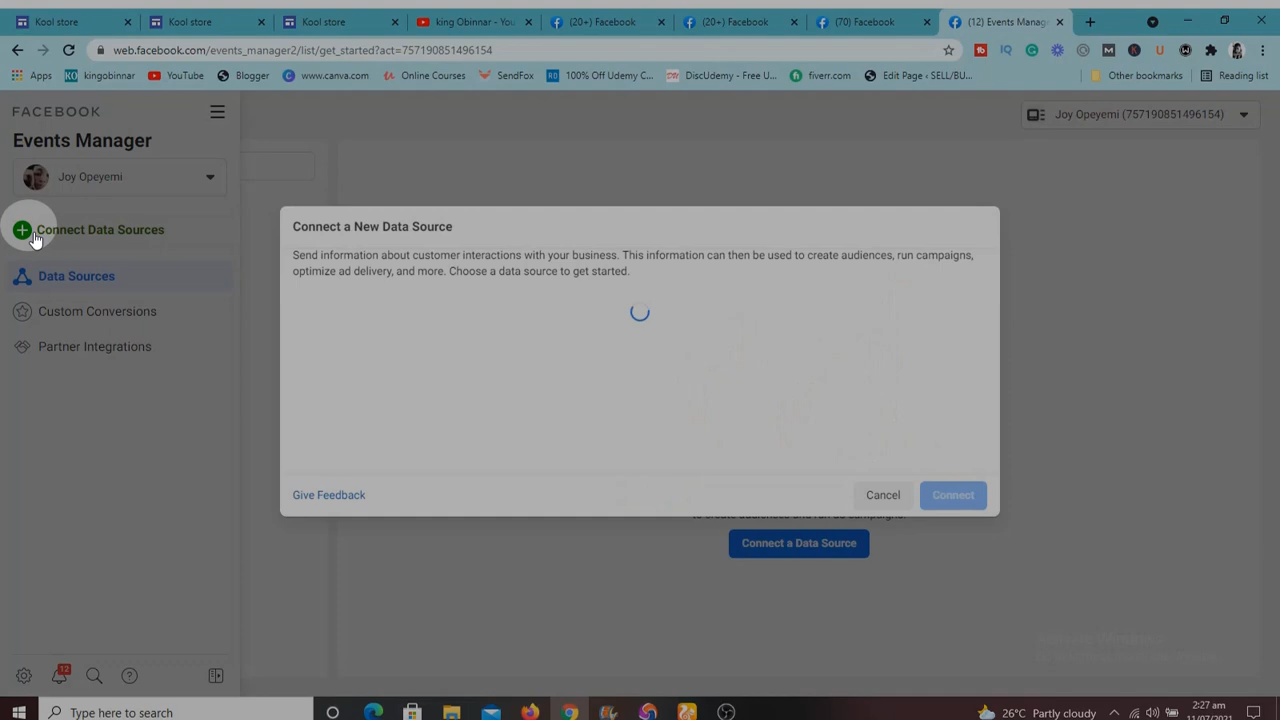 Kool store
Kool store
Kool store
king Obinnar - You
(20+) Facebook
(20+) Facebook
(70) Facebook
(12) Events Manage
web.facebook.com/events_manager2/list/get_started?act=757190851496154
Apps
kingobinnar
YouTube
Blogger
www.canva.com
Online Courses
SendFox
100% Off Udemy C...
DiscUdemy - Free U...
fiverr.com
Edit Page ‹ SELL/BU...
Other bookmarks
Reading list
FACEBOOK
Events Manager
Joy Opeyemi
Joy Opeyemi (757190851496154)
Connect Data Sources
Data Sources
Custom Conversions
Partner Integrations
Connect a New Data Source
Send information about customer interactions with your business. This information can then be used to create audiences, run campaigns,
optimize ad delivery, and more. Choose a data source to get started.
Give Feedback
Cancel
Connect
Connect a Data Source
12
Type here to search
26°C Partly cloudy
2:27 am
11/07/2021